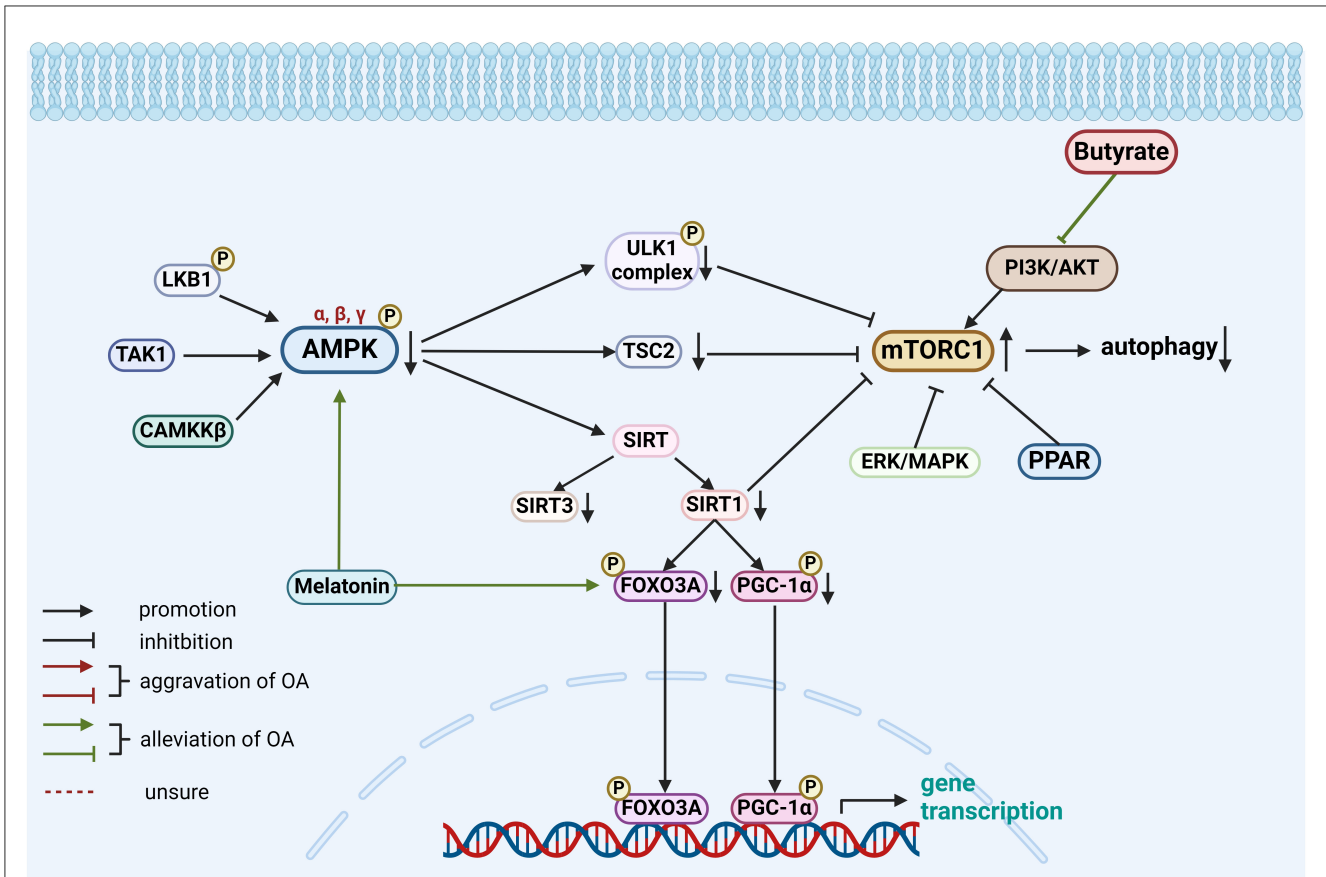 Butyrate
P
ULK1
complex
PI3K/AKT
P
LKB1
α, β, γ
P
AMPK
TAK1
TSC2
mTORC1
autophagy
CAMKKβ
SIRT
ERK/MAPK
PPAR
SIRT3
SIRT1
P
P
Melatonin
FOXO3A
PGC-1α
promotion
inhitbition
aggravation of OA
alleviation of OA
unsure
P
P
FOXO3A
PGC-1α
gene
transcription